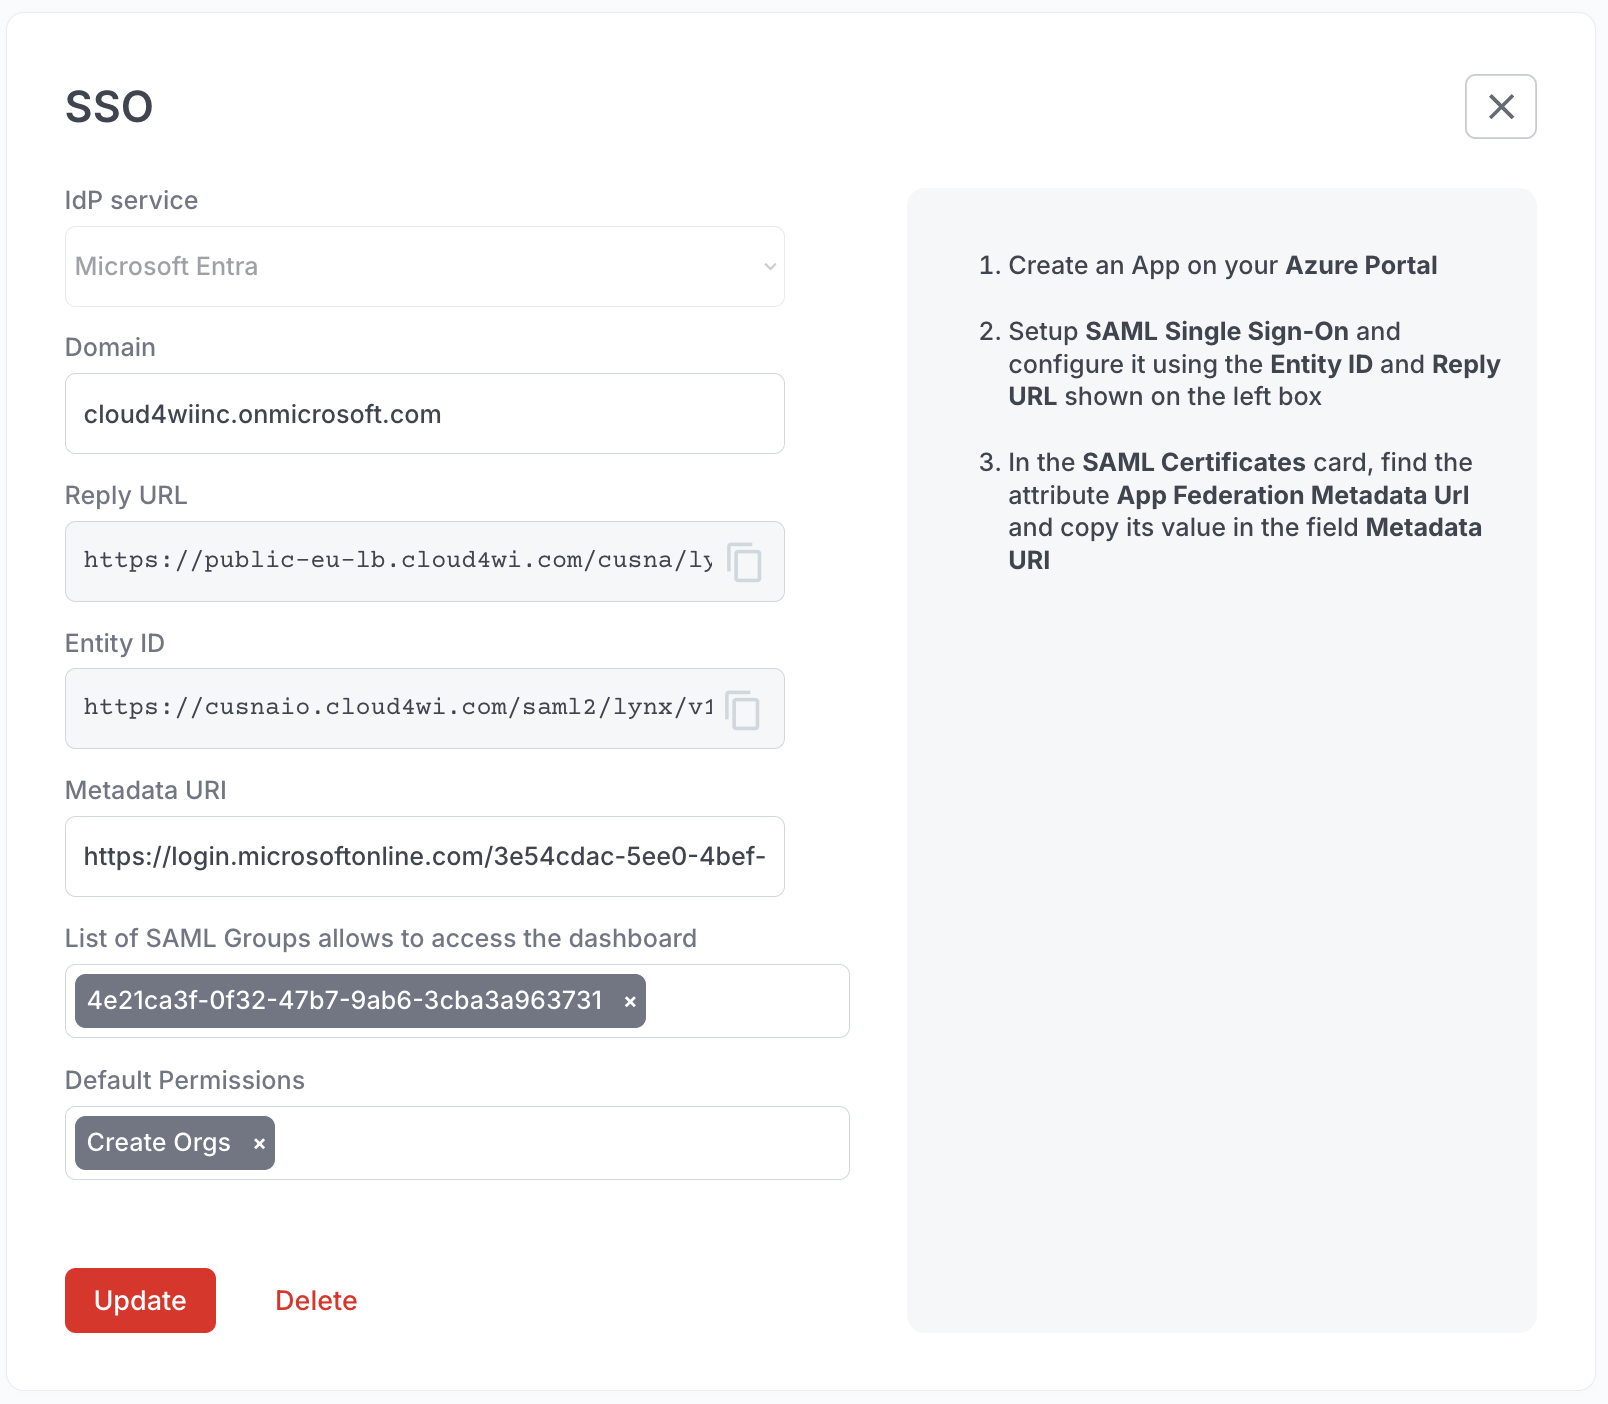 SSO
IdP service
Microsoft Entra
Domain
cloud4wiinc.onmicrosoft.com
Reply URL
https://public-eu-lb.cloud4wi.com/cusna/ly
Entity ID
https://cusnaio.cloud4wi.com/saml2/lynx/v1
Metadata URI
https://login.microsoftonline.com/3e54cdac-5ee0-4bef-
List of SAML Groups allows to access the dashboard
4e21ca3f-0f32-47b7-9ab6-3cba3a963731 ×
Default Permissions
Create Orgs ×
Update
Delete
1. Create an App on your Azure Portal
2. Setup SAML Single Sign-On and
configure it using the Entity ID and Reply
URL shown on the left box
3. In the SAML Certificates card, find the
attribute App Federation Metadata Url
and copy its value in the field Metadata
URI